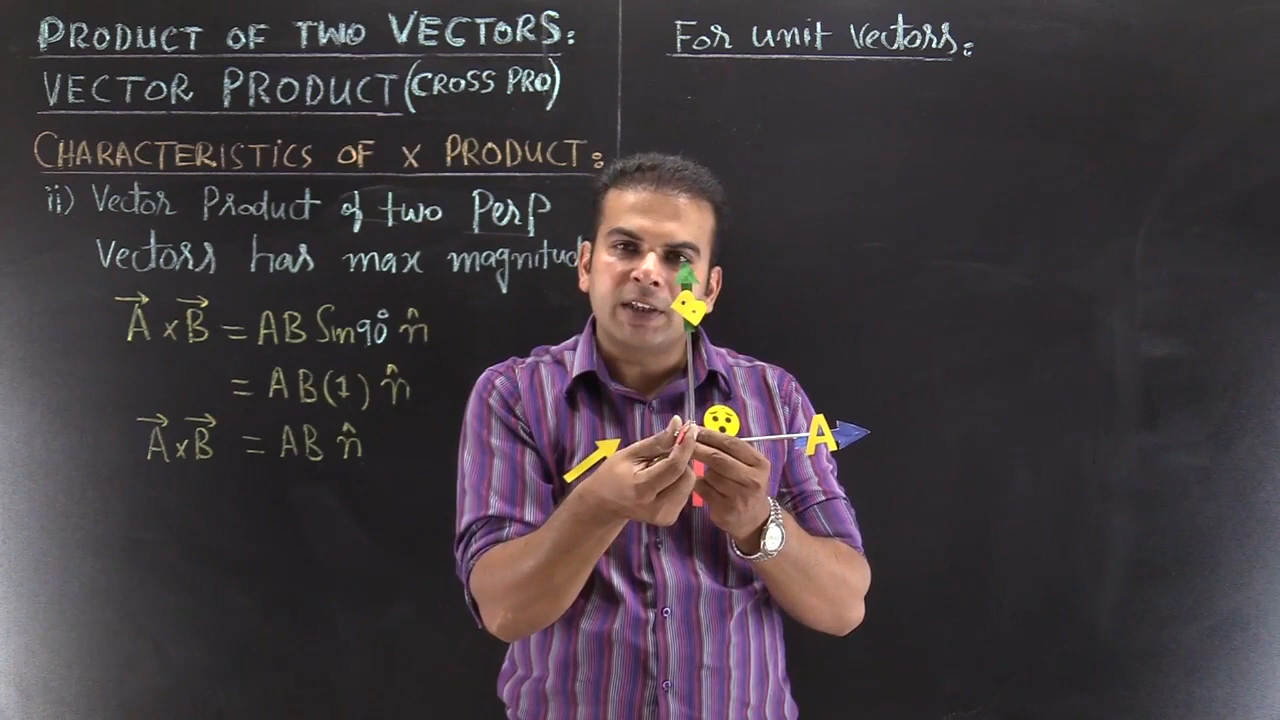 PRODUCT OF TWO VECTORS:
VECTOR PRODUCT (CROSS PRO)
CHARACTERISTICS OF x PRODUCT:
ii) Vector Product of two Perp
Vectors has max magnitud
A⃗ × B⃗ = AB Sin90° n̂
= AB(1) n̂
A⃗ × B⃗ = AB n̂
For unit vectors:
B
A